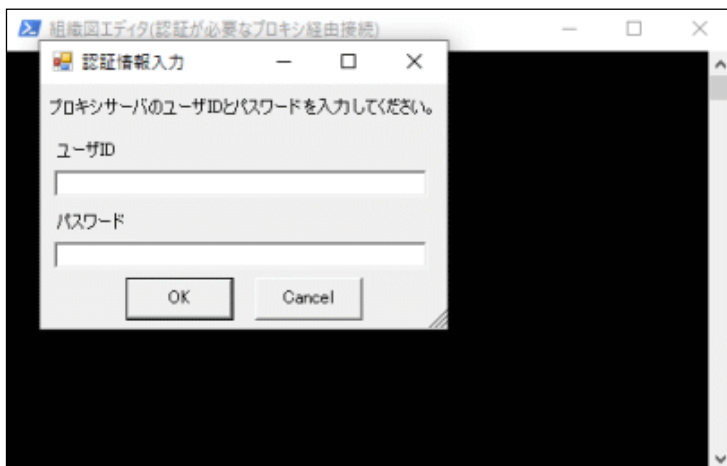 組織図エディタ(認証が必要なプロキシ経由接続)
認証情報入力
プロキシサーバのユーザIDとパスワードを入力してください。
ユーザID
パスワード
OK
Cancel